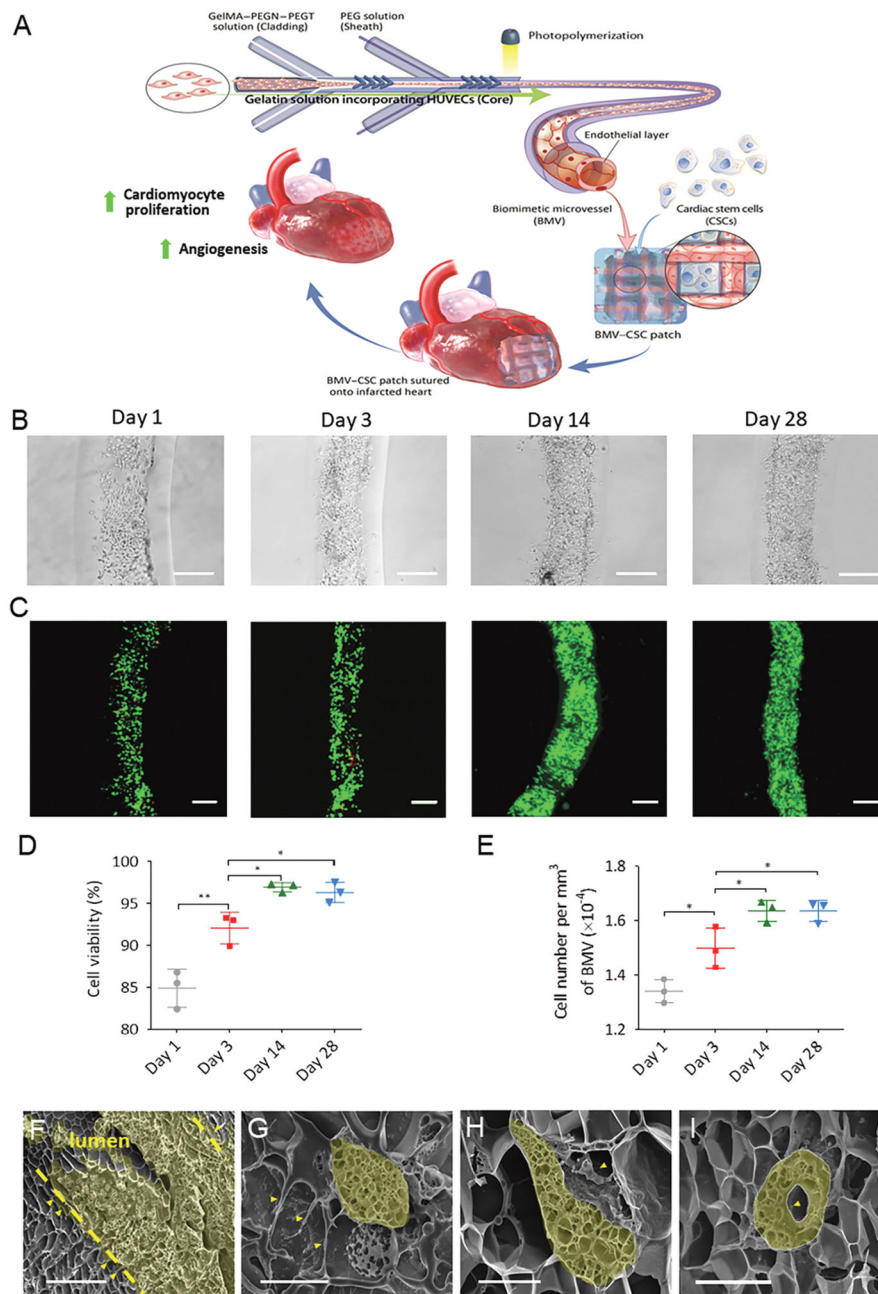 A
GelMA–PEGN–PEGT
solution (Cladding)
PEG solution
(Sheath)
Photopolymerization
Gelatin solution incorporating HUVECs (Core)
Endothelial layer
Biomimetic microvessel
(BMV)
Cardiac stem cells
(CSCs)
Cardiomyocyte
proliferation
Angiogenesis
BMV–CSC patch
BMV–CSC patch sutured
onto infarcted heart
B
Day 1
Day 3
Day 14
Day 28
C
D
Cell viability (%)
100
95
90
85
80
**
*
*
Day 1
Day 3
Day 14
Day 28
E
Cell number per mm³
of BMV (×10⁻⁴)
1.8
1.6
1.4
1.2
*
*
*
Day 1
Day 3
Day 14
Day 28
F
lumen
G
H
I